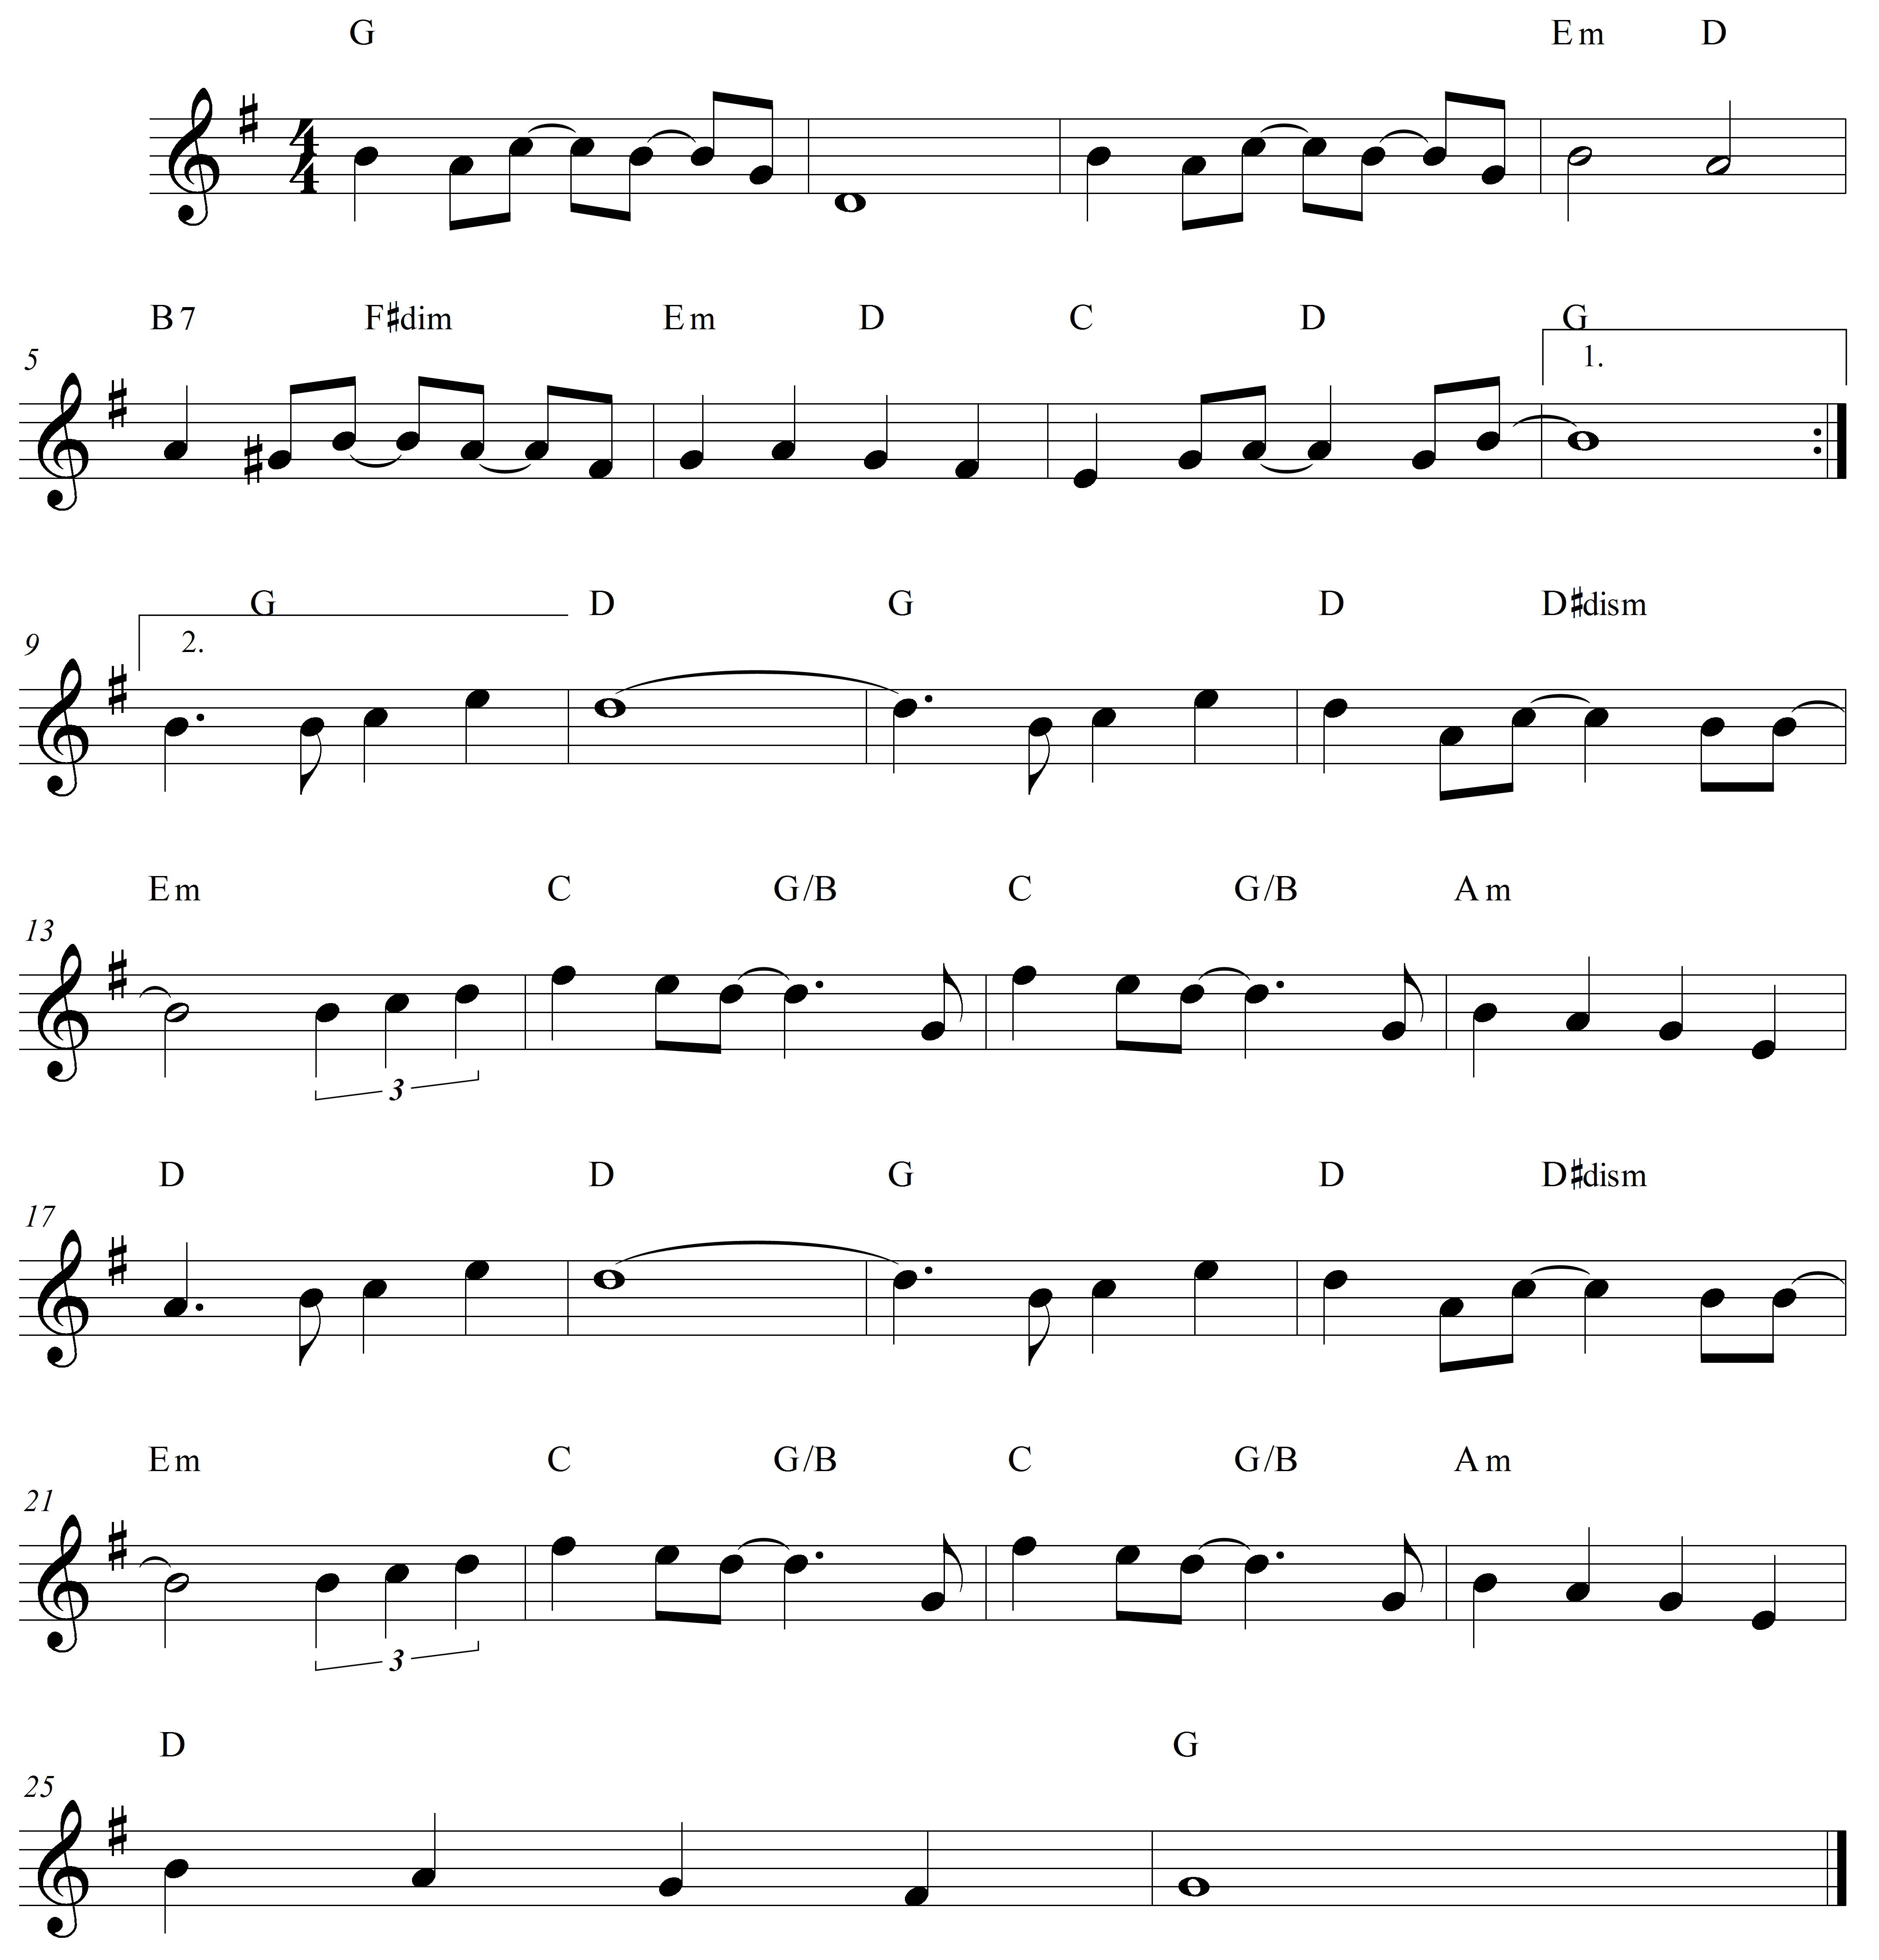 G Em D
4
4
B7 F♯dim Em D C D G
5 1.
G D G D D♯dism
9 2.
Em C G/B C G/B Am
13
3
D D G D D♯dism
17
Em C G/B C G/B Am
21
3
D G
25